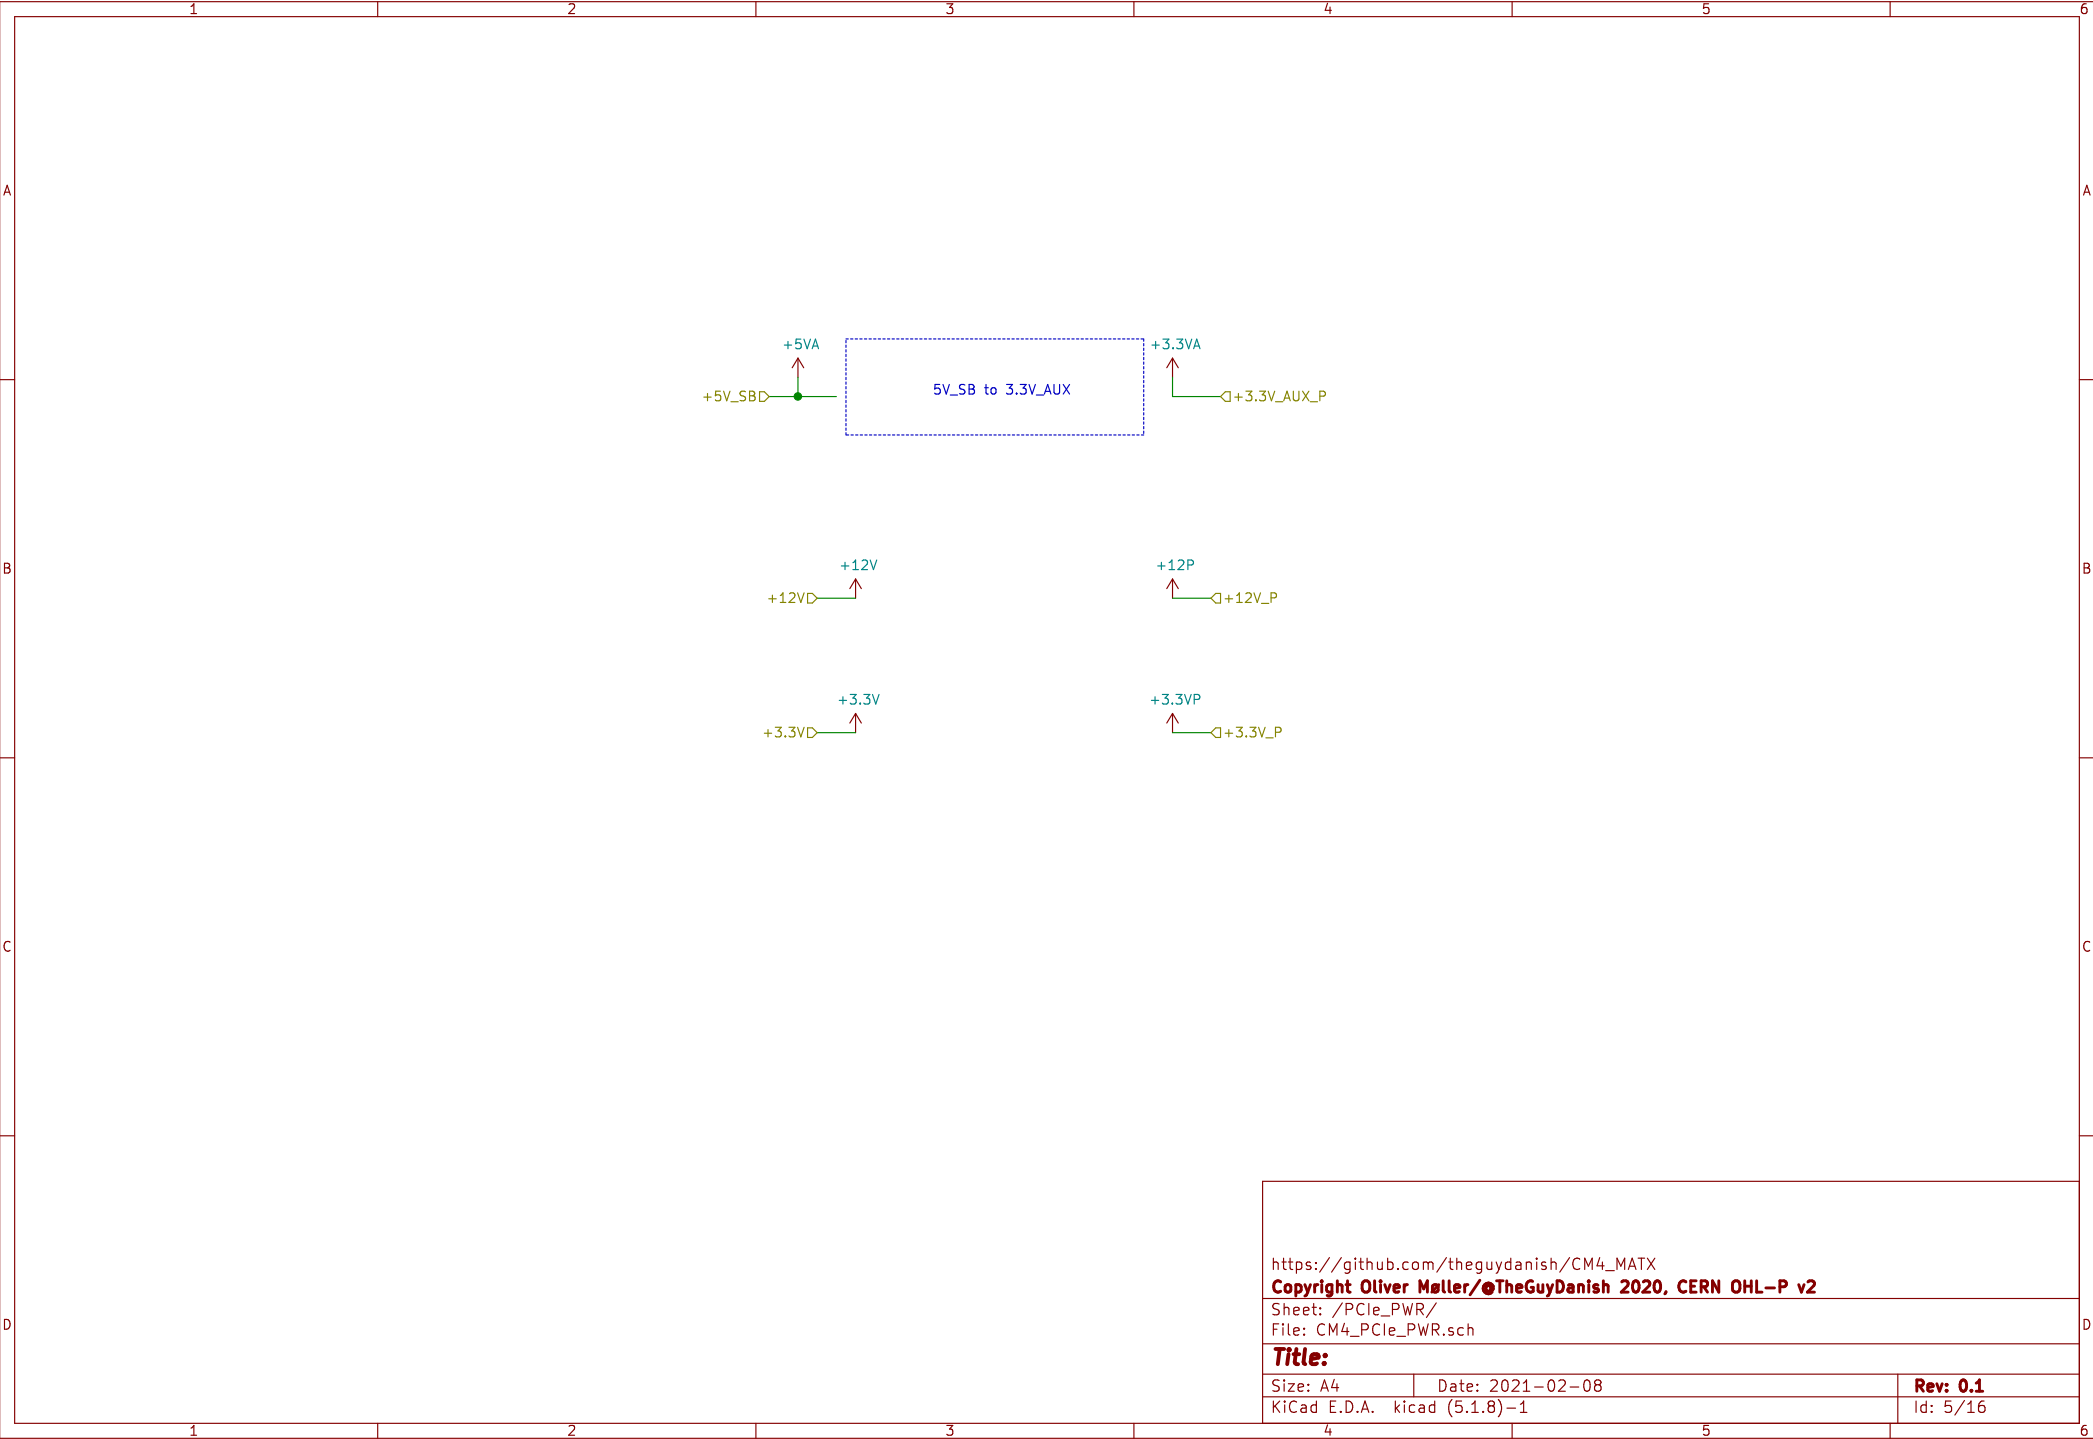 1 2 3 4 5 6
A A
+5VA +3.3VA
5V_SB to 3.3V_AUX
+5V_SB +3.3V_AUX_P
+12V +12P
B B
+12V +12V_P
+3.3V +3.3VP
+3.3V +3.3V_P
C C
https://github.com/theguydanish/CM4_MATX
Copyright Oliver Møller/@TheGuyDanish 2020, CERN OHL-P v2
Sheet: /PCIe_PWR/
D D
File: CM4_PCIe_PWR.sch
Title:
Size: A4 Date: 2021-02-08 Rev: 0.1
KiCad E.D.A. kicad (5.1.8)-1 Id: 5/16
1 2 3 4 5 6